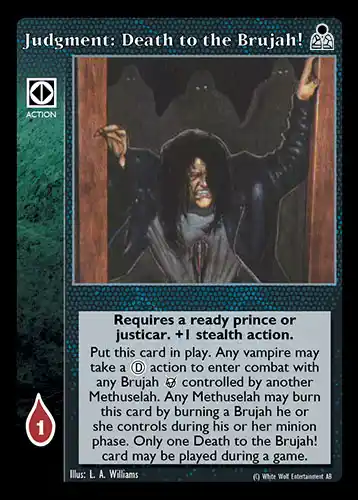 Judgment: Death to the Brujah!
ACTION
Requires a ready prince or
justicar. +1 stealth action.
Put this card in play. Any vampire may
take a Ⓓ action to enter combat with
any Brujah controlled by another
Methuselah. Any Methuselah may burn
this card by burning a Brujah he or
she controls during his or her minion
phase. Only one Death to the Brujah!
card may be played during a game.
1
Illus: L. A. Williams
(C) White Wolf Entertainment AB